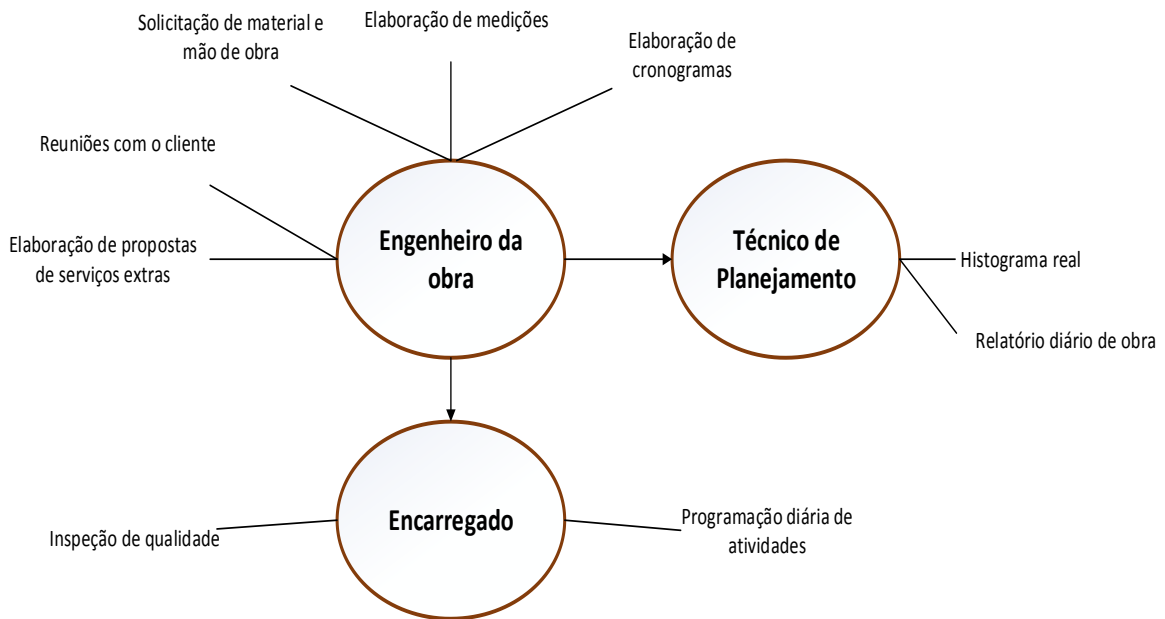 Solicitação de material e
mão de obra
Elaboração de medições
Elaboração de
cronogramas
Reuniões com o cliente
Elaboração de propostas
de serviços extras
Engenheiro da
obra
Técnico de
Planejamento
Histograma real
Relatório diário de obra
Encarregado
Inspeção de qualidade
Programação diária de
atividades